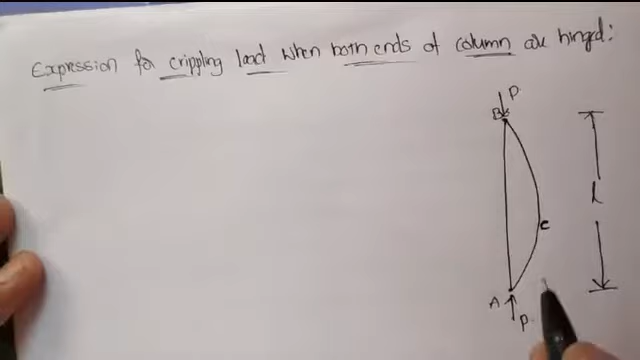 Expression for crippling load when both ends of column are hinged:
P.
B
l
C
A
P.